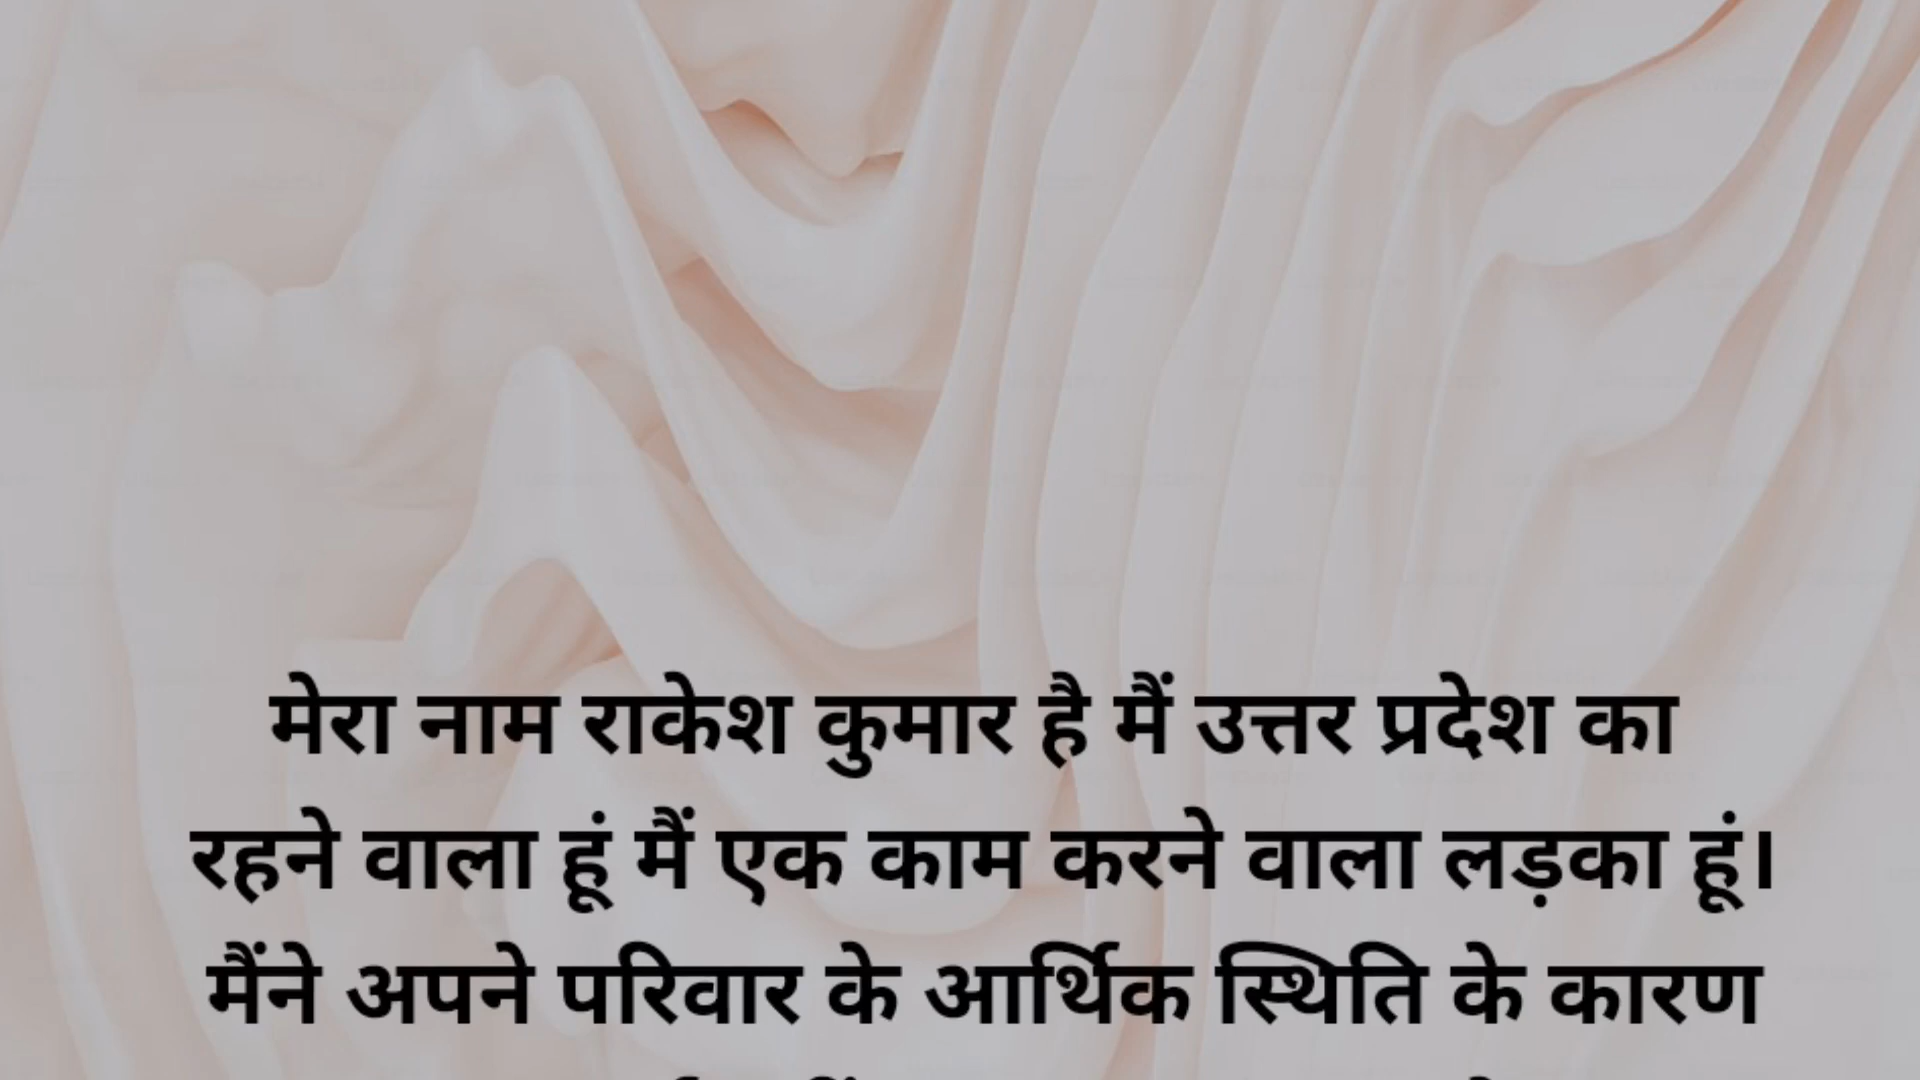 मेरा नाम राकेश कुमार है मैं उत्तर प्रदेश का
रहने वाला हूं मैं एक काम करने वाला लड़का हूं।
मैंने अपने परिवार के आर्थिक स्थिति के कारण